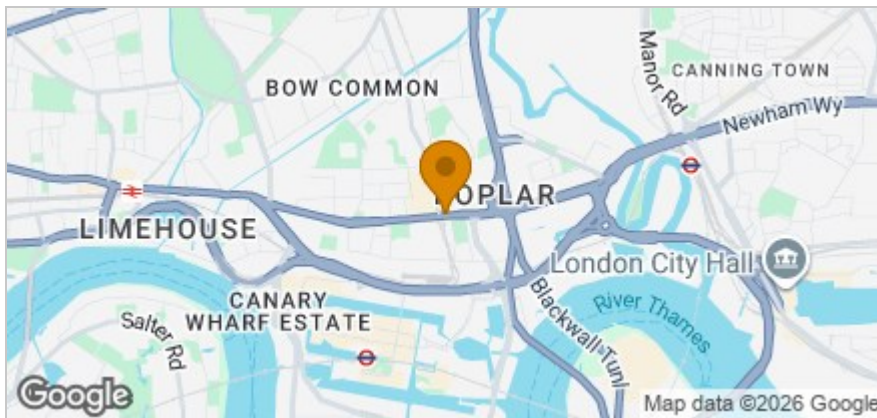 BOW COMMON
Manor Rd
CANNING TOWN
Newham Wy
POPLAR
LIMEHOUSE
London City Hall
CANARY
WHARF ESTATE
Salter Rd
Blackwall Tunl
River Thames
Google
Map data ©2026 Google